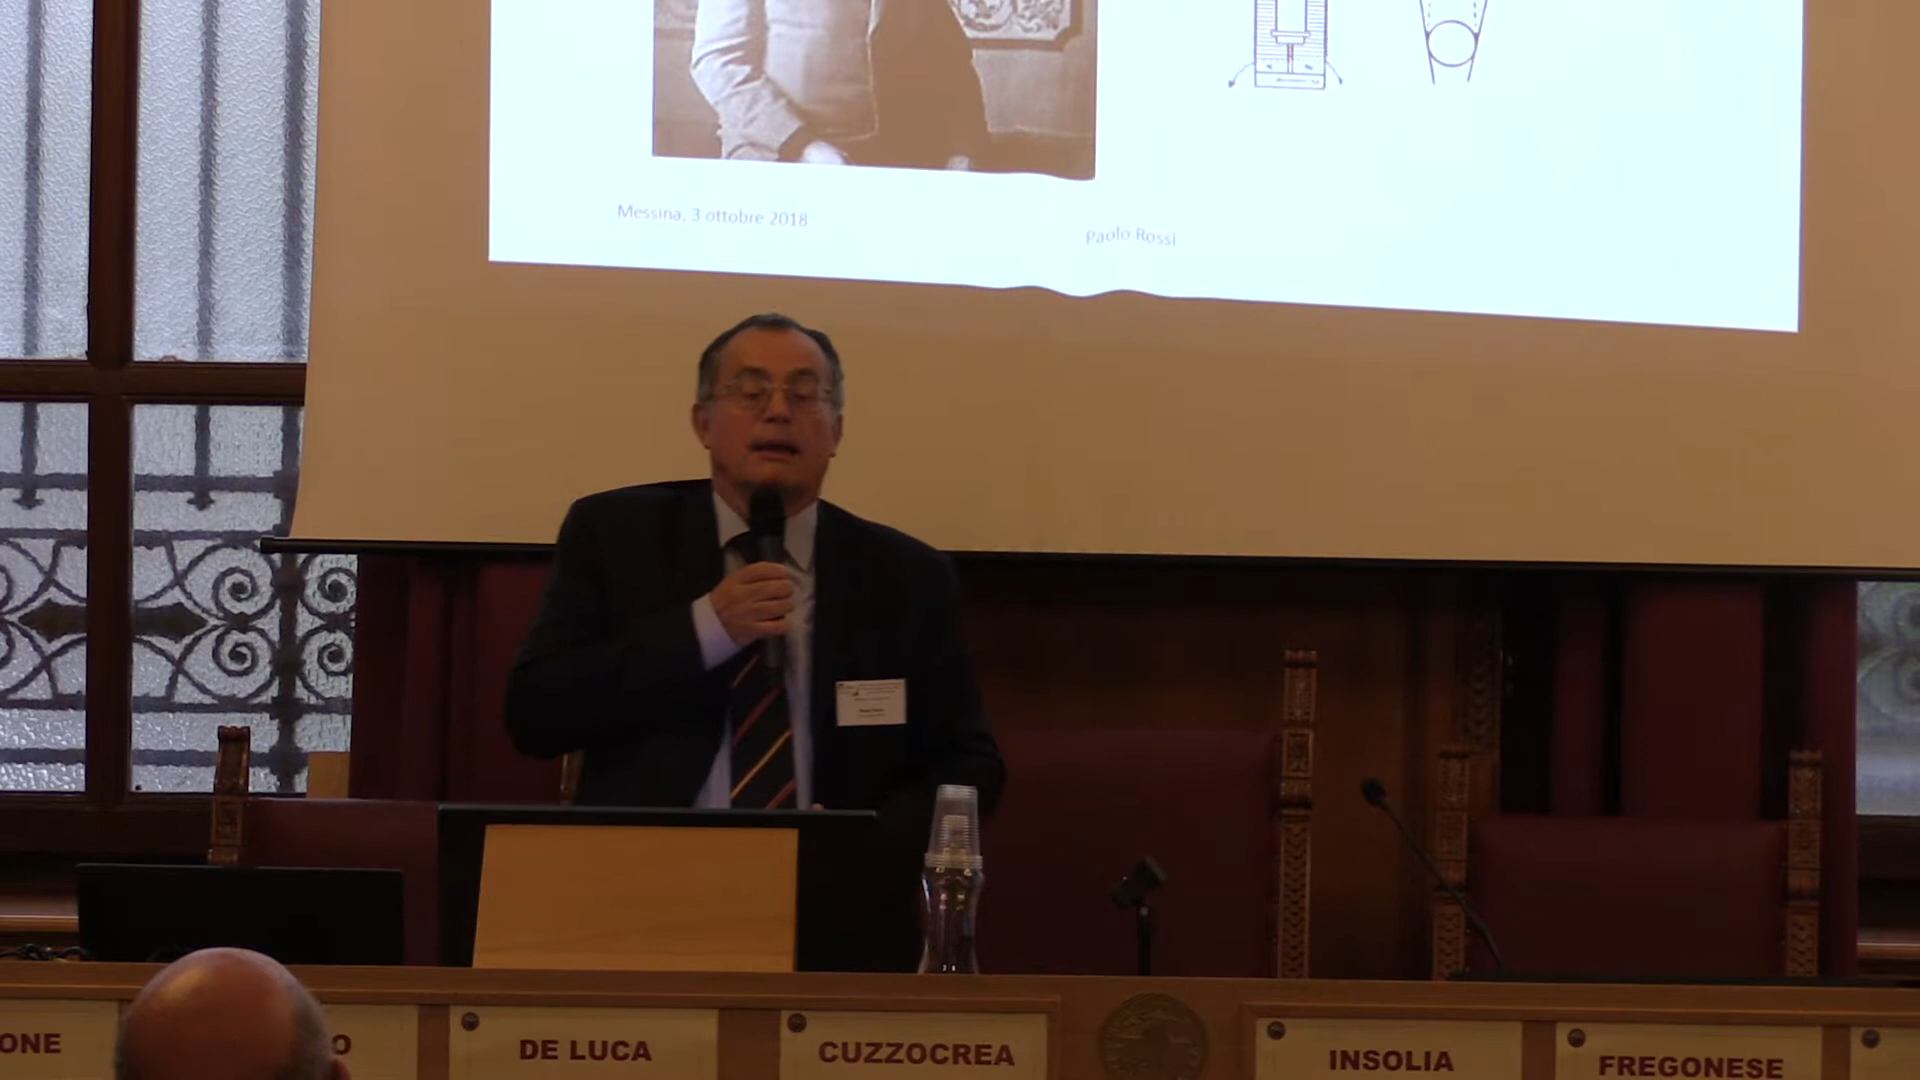 Messina, 3 ottobre 2018
Paolo Rossi
ONE
O
DE LUCA
CUZZOCREA
INSOLIA
FREGONESE